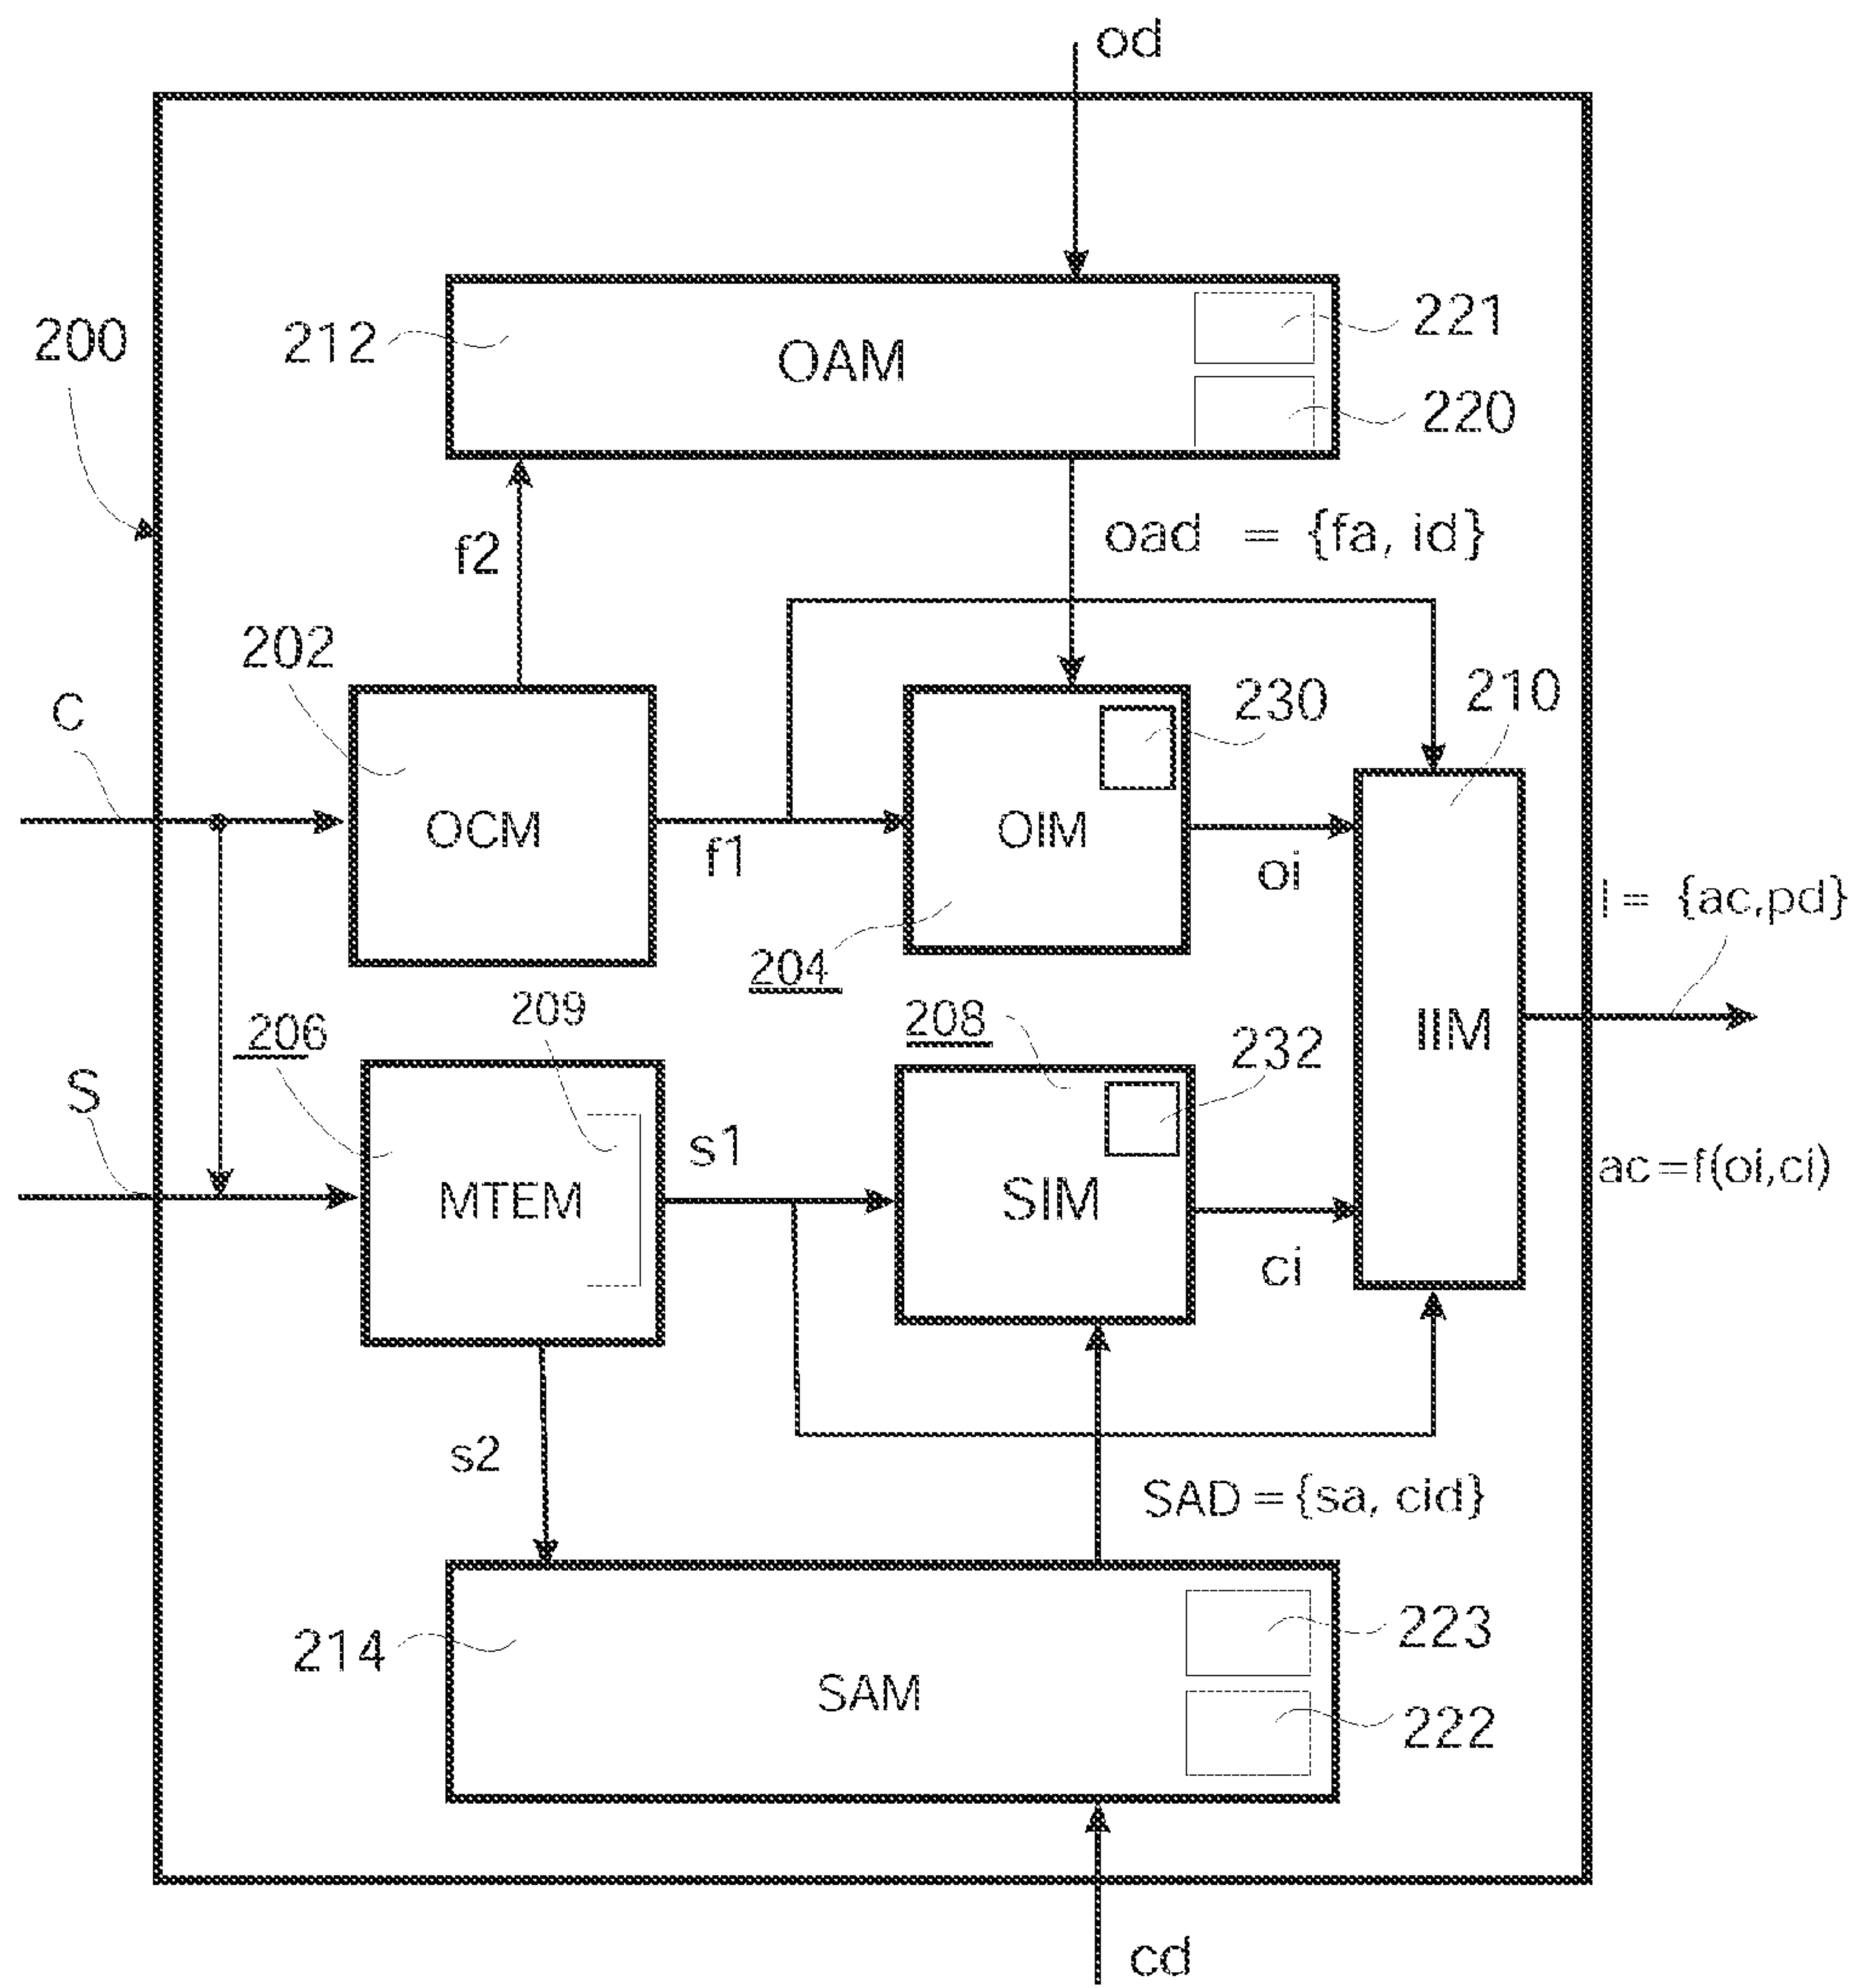 od
221
200
212
OAM
220
f2
oad = {fa, id}
202
230
210
C
OCM
f1
OIM
oi
I = {ac,pd}
204
209
208
206
232
IIM
S
s1
MTEM
SIM
ac=f(oi,ci)
ci
s2
SAD={sa, cid}
223
214
SAM
222
cd